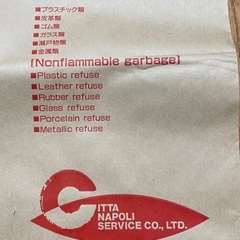 ■プラスチック類
■皮革類
■ゴム類
■ガラス類
■瀬戸物類
■金属類
[Nonflammable garbage]
■Plastic refuse
■Leather refuse
■Rubber refuse
■Glass refuse
■Porcelain refuse
■Metallic refuse
CITTA
NAPOLI
SERVICE CO., LTD.